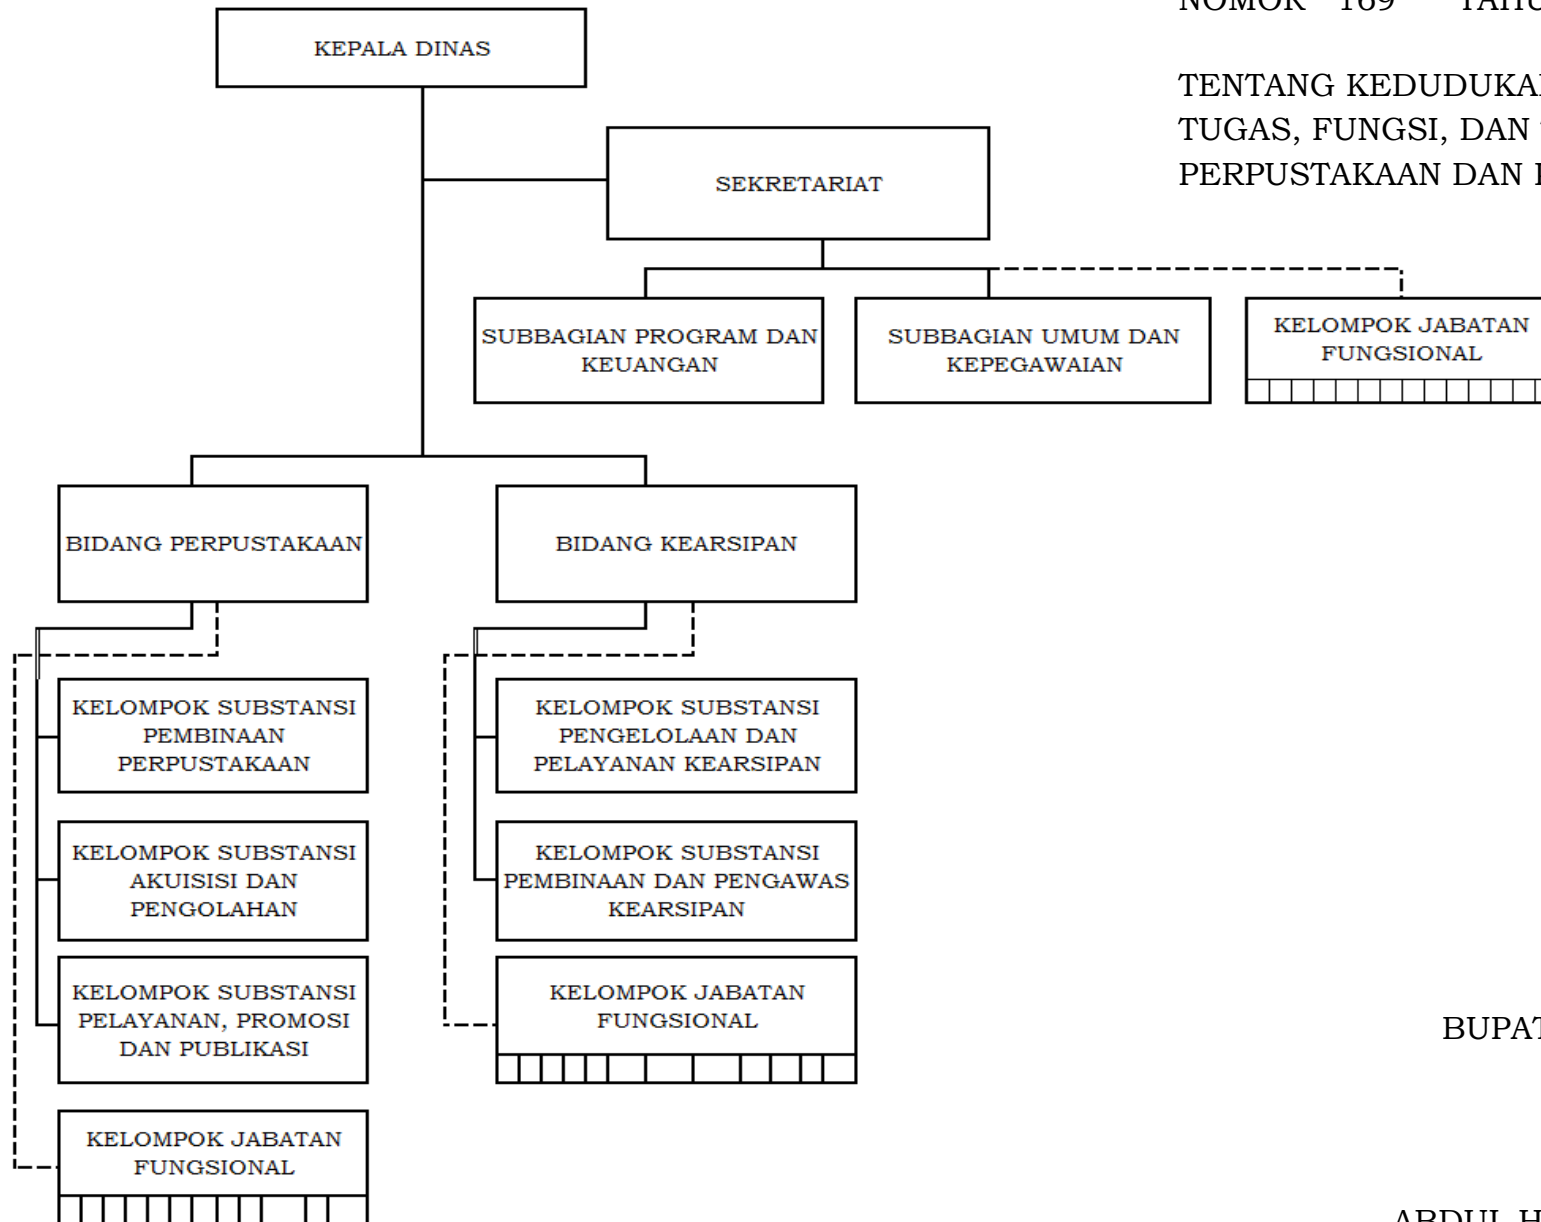 NOMOR 169
TENTANG
TUGAS, FUNGSI, DAN
PERPUSTAKAAN DAN
KEPALA DINAS
SEKRETARIAT
SUBBAGIAN PROGRAM DAN
KEUANGAN
SUBBAGIAN UMUM DAN
KEPEGAWAIAN
KELOMPOK JABATAN
FUNGSIONAL
BIDANG PERPUSTAKAAN
BIDANG KEARSIPAN
KELOMPOK SUBSTANSI
PEMBINAAN
PERPUSTAKAAN
KELOMPOK SUBSTANSI
AKUISISI DAN
PENGOLAHAN
KELOMPOK SUBSTANSI
PELAYANAN, PROMOSI
DAN PUBLIKASI
KELOMPOK JABATAN
FUNGSIONAL
KELOMPOK SUBSTANSI
PENGELOLAAN DAN
PELAYANAN KEARSIPAN
KELOMPOK SUBSTANSI
PEMBINAAN DAN PENGAWAS
KEARSIPAN
KELOMPOK JABATAN
FUNGSIONAL
ABDUL